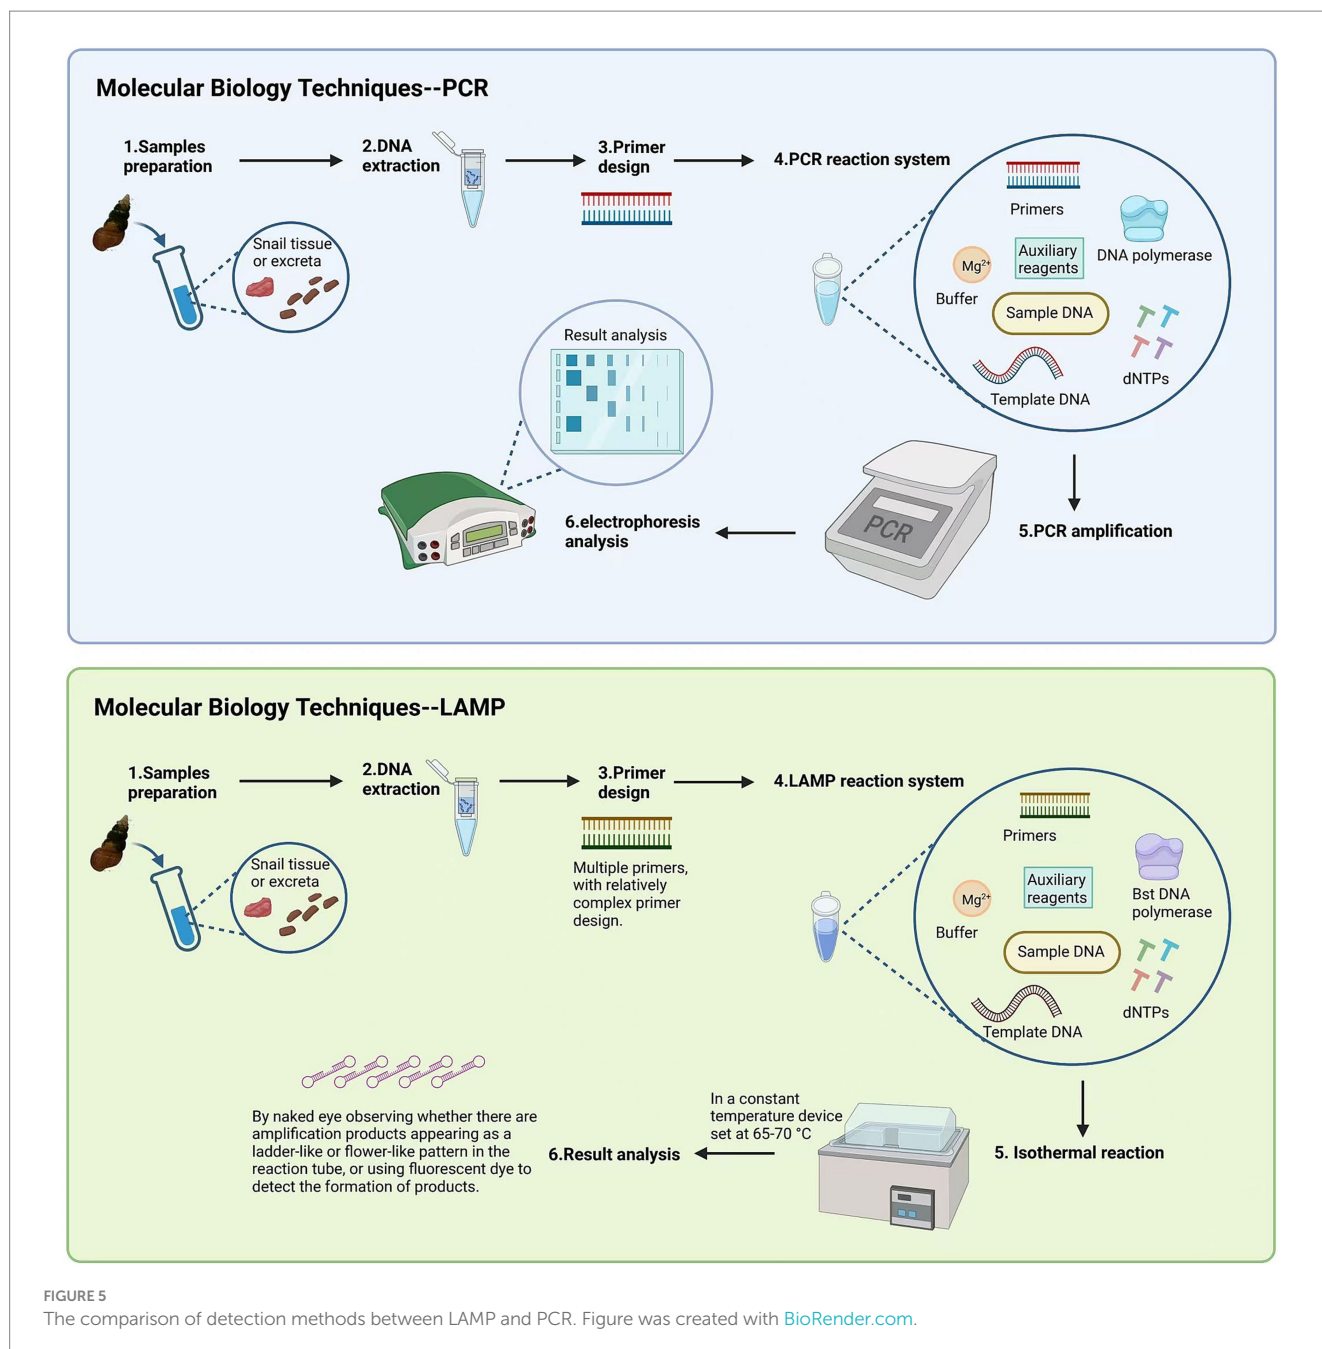 Molecular Biology Techniques--PCR
1.Samples
preparation
2.DNA
extraction
3.Primer
design
4.PCR reaction system
Snail tissue
or excreta
Primers
DNA polymerase
Mg²⁺
Buffer
Auxiliary
reagents
Sample DNA
dNTPs
Template DNA
5.PCR amplification
PCR
6.electrophoresis
analysis
Result analysis
Molecular Biology Techniques--LAMP
1.Samples
preparation
2.DNA
extraction
3.Primer
design
Multiple primers,
with relatively
complex primer
design.
4.LAMP reaction system
Snail tissue
or excreta
Primers
Bst DNA
polymerase
Mg²⁺
Buffer
Auxiliary
reagents
Sample DNA
dNTPs
Template DNA
5. Isothermal reaction
In a constant
temperature device
set at 65-70 °C
6.Result analysis
By naked eye observing whether there are
amplification products appearing as a
ladder-like or flower-like pattern in the
reaction tube, or using fluorescent dye to
detect the formation of products.
FIGURE 5
The comparison of detection methods between LAMP and PCR. Figure was created with BioRender.com.